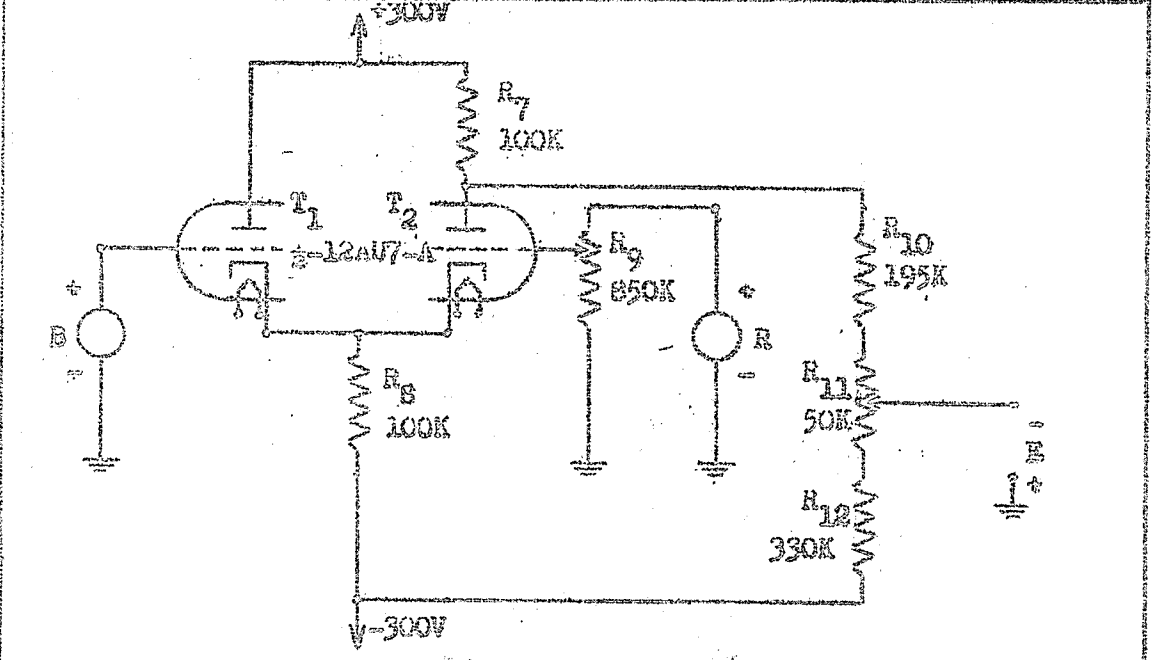 +300V
R7
100K
T1
T2
½-12AU7-A
R9
850K
R10
195K
+
B
-
+
R
-
R8
100K
R11
50K
-
E
+
R12
330K
-300V